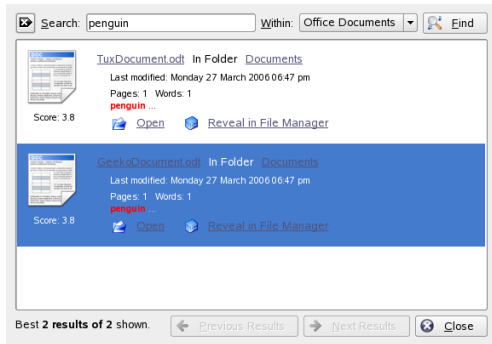 Search: penguin Within: Office Documents Find
TuxDocument.odt In Folder Documents
Last modified: Monday 27 March 2006 06:47 pm
Pages: 1 Words: 1
penguin ...
Score: 3.8
Open Reveal in File Manager
GeekoDocument.odt In Folder Documents
Last modified: Monday 27 March 2006 06:47 pm
Pages: 1 Words: 1
penguin ...
Score: 3.8
Open Reveal in File Manager
Best 2 results of 2 shown. Previous Results Next Results Close